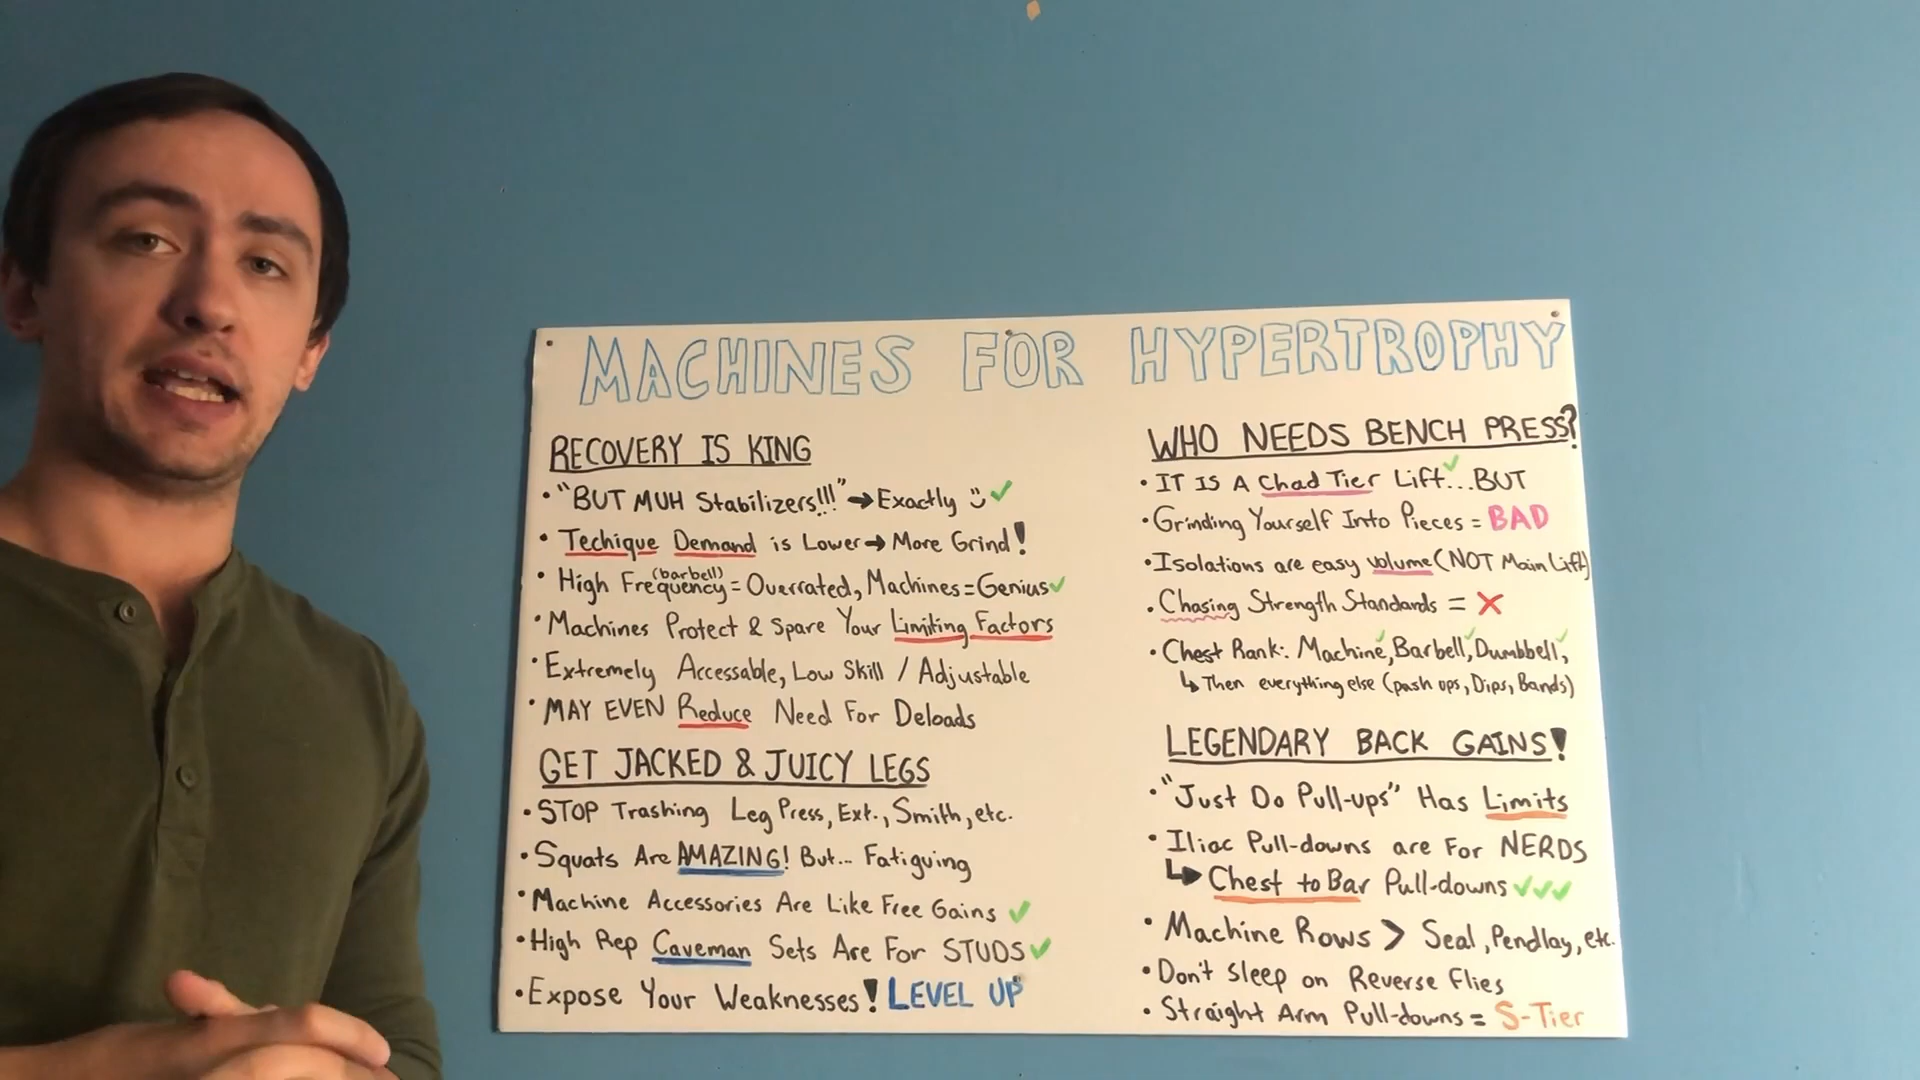 MACHINES FOR HYPERTROPHY
RECOVERY IS KING
• "BUT MUH Stabilizers!!!" → Exactly :) ✓
• Techique Demand is Lower → More Grind!
• High Frequency (barbell) = Overrated, Machines = Genius ✓
• Machines Protect & Spare Your Limiting Factors
• Extremely Accessable, Low Skill / Adjustable
• MAY EVEN Reduce Need For Deloads
GET JACKED & JUICY LEGS
• STOP Trashing Leg Press, Ext., Smith, etc.
• Squats Are AMAZING! But... Fatiguing
• Machine Accessories Are Like Free Gains ✓
• High Rep Caveman Sets Are For STUDS ✓
• Expose Your Weaknesses! LEVEL UP
WHO NEEDS BENCH PRESS?
• IT IS A Chad Tier Lift ✓... BUT
• Grinding Yourself Into Pieces = BAD
• Isolations are easy volume (NOT Main Lift)
• Chasing Strength Standards = X
• Chest Rank: Machine ✓, Barbell ✓, Dumbbell ✓,
↳ Then everything else (push ups, Dips, Bands)
LEGENDARY BACK GAINS!
• "Just Do Pull-ups" Has Limits
• Iliac Pull-downs are For NERDS
↳ Chest to Bar Pull-downs ✓✓✓
• Machine Rows > Seal, Pendlay, etc.
• Don't Sleep on Reverse Flies
• Straight Arm Pull-downs = S-Tier